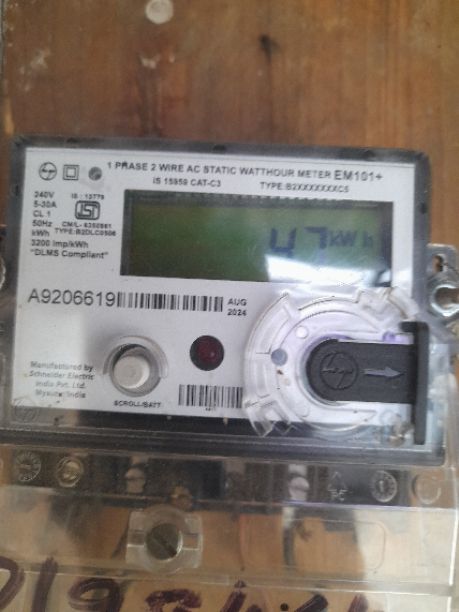 1 PHASE 2 WIRE AC STATIC WATTHOUR METER EM101+
IS 15959 CAT-C3 TYPE:B2XXXXXXXC5
240V IS : 13779
5-30A
CL 1
50Hz
kWh TYPE:B2DLC0506
3200 Imp/kWh
"DLMS Compliant"
47 kWh
A9206619
AUG
2024
Manufactured by
Schneider Electric
India Pvt. Ltd.
Mysuru, India
SCROLL/BATT